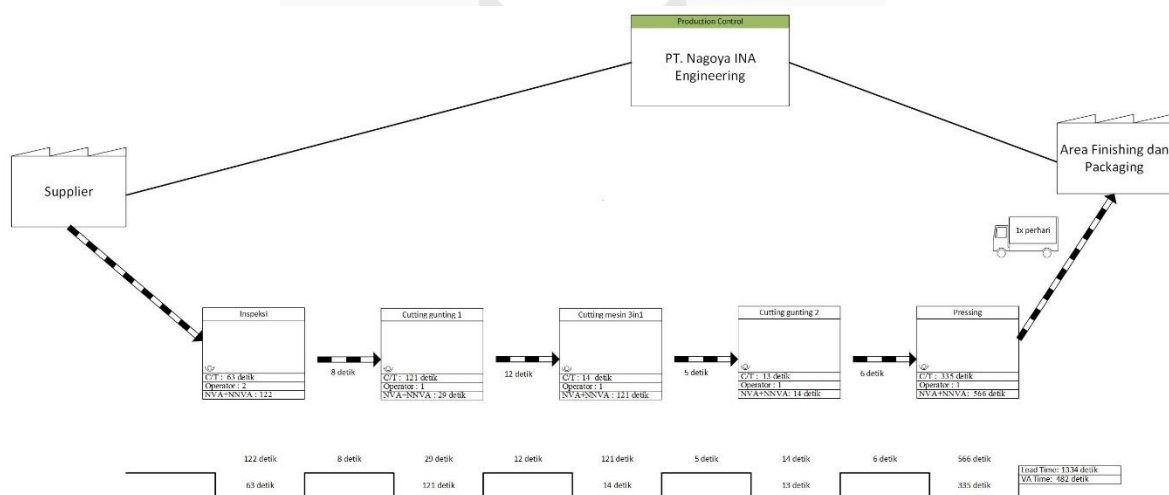 Production Control
PT. Nagoya INA
Engineering
Supplier
Area Finishing dan
Packaging
1x perhari
Inspeksi
C/T : 63 detik
Operator : 2
NVA+NNVA : 122
8 detik
Cutting gunting 1
C/T : 121 detik
Operator : 1
NVA+NNVA : 29 detik
12 detik
Cutting mesin 3in1
C/T : 14 detik
Operator : 1
NVA+NNVA : 121 detik
5 detik
Cutting gunting 2
C/T : 13 detik
Operator : 1
NVA+NNVA: 14 detik
6 detik
Pressing
C/T : 335 detik
Operator : 1
NVA+NNVA: 566 detik
122 detik 8 detik 29 detik 12 detik 121 detik 5 detik 14 detik 6 detik 566 detik
63 detik 121 detik 14 detik 13 detik 335 detik
Lead Time: 1334 detik
VA Time: 482 detik